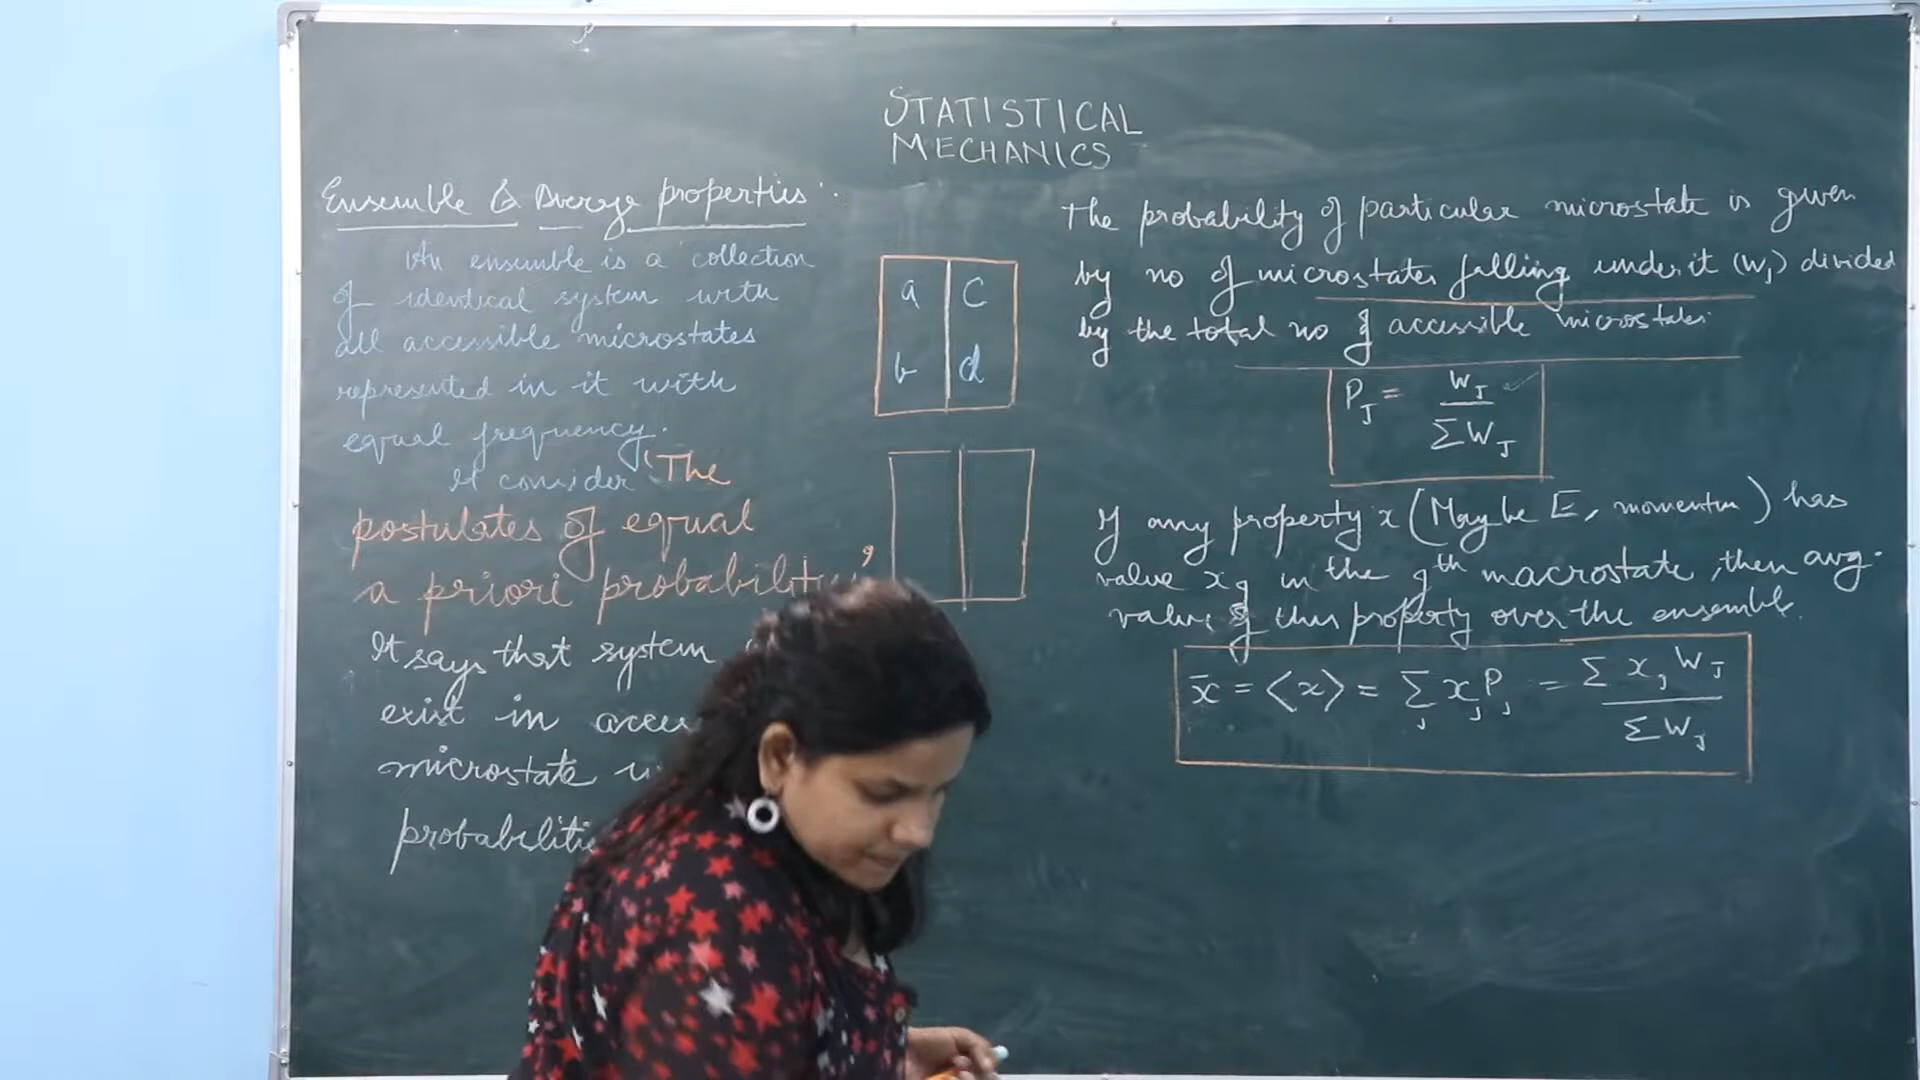 STATISTICAL
MECHANICS
Ensemble & Average properties :
An ensemble is a collection
of identical system with
all accessible microstates
represented in it with
equal frequency.
It consider "The
postulates of equal
a priori probability"
It says that system
exist in
microstate
a c
b d
The probability of particular microstate is given
by no of microstates falling under it (WJ) divided
by the total no of accessible microstates
PJ = WJ / ΣWJ
If any property x (May be E, momentum) has
value xJ in the Jth macrostate, then avg.
value of this property over the ensemble.
x̄ = <x> = Σ xJ PJ = Σ xJ WJ / Σ WJ